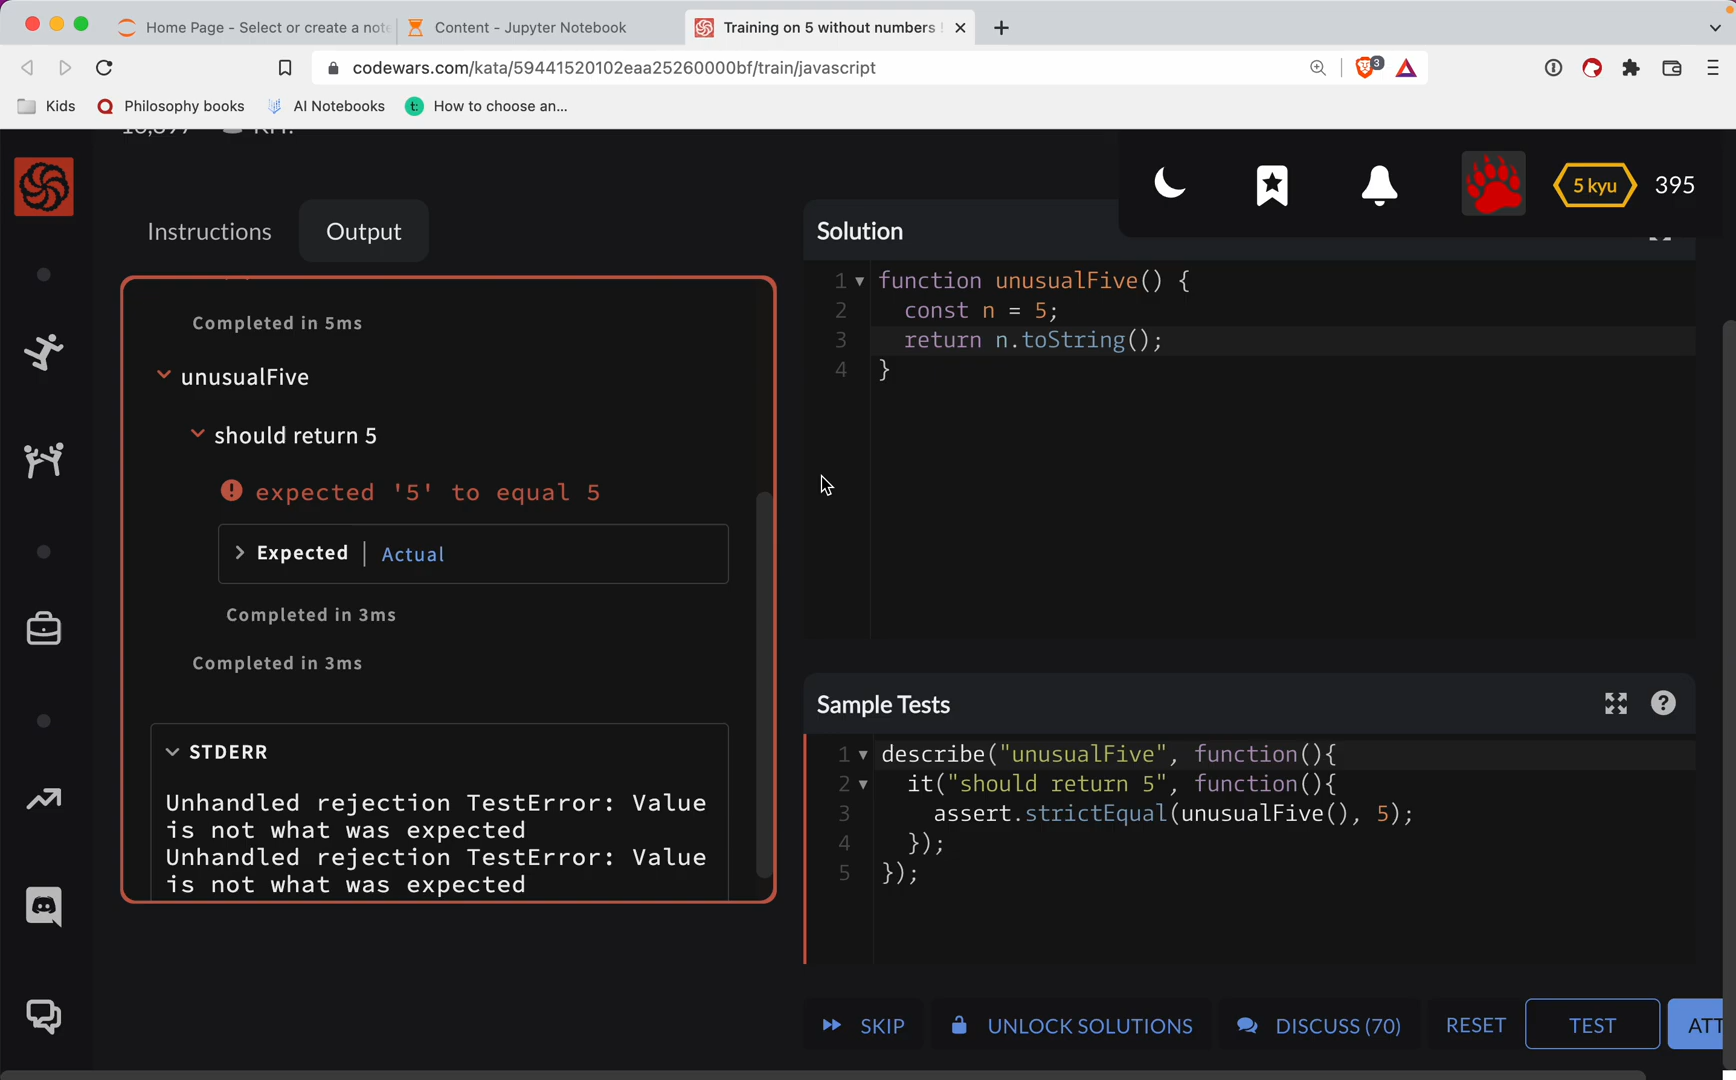 Home Page - Select or create a note
Content - Jupyter Notebook
Training on 5 without numbers !
codewars.com/kata/59441520102eaa25260000bf/train/javascript
3
Kids
Philosophy books
AI Notebooks
t:
How to choose an...
5 kyu
395
Instructions
Output
Completed in 5ms
unusualFive
should return 5
expected '5' to equal 5
Expected | Actual
Completed in 3ms
Completed in 3ms
STDERR
Unhandled rejection TestError: Value
is not what was expected
Unhandled rejection TestError: Value
is not what was expected
Solution
1 function unusualFive() {
2 const n = 5;
3 return n.toString();
4 }
Sample Tests
?
1 describe("unusualFive", function(){
2 it("should return 5", function(){
3 assert.strictEqual(unusualFive(), 5);
4 });
5 });
SKIP
UNLOCK SOLUTIONS
DISCUSS (70)
RESET
TEST
ATT